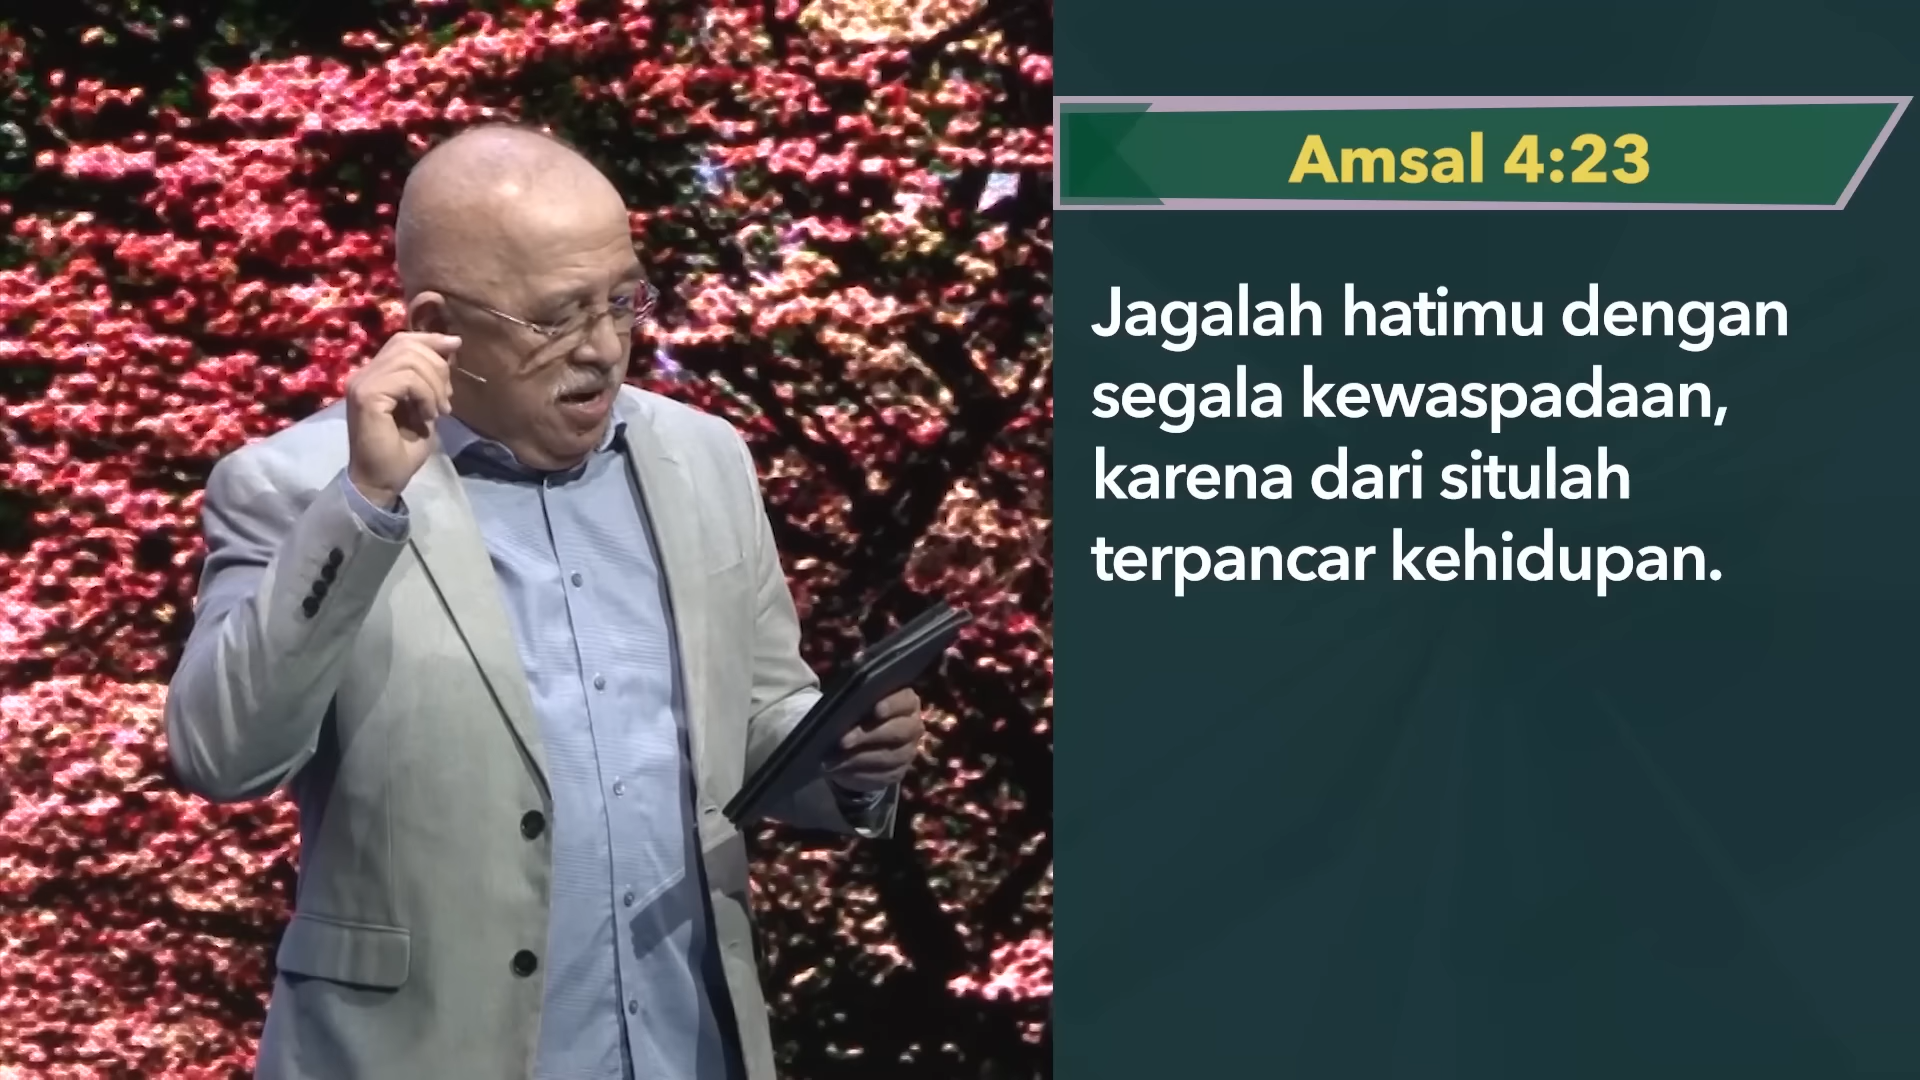 Amsal 4:23
Jagalah hatimu dengan
segala kewaspadaan,
karena dari situlah
terpancar kehidupan.